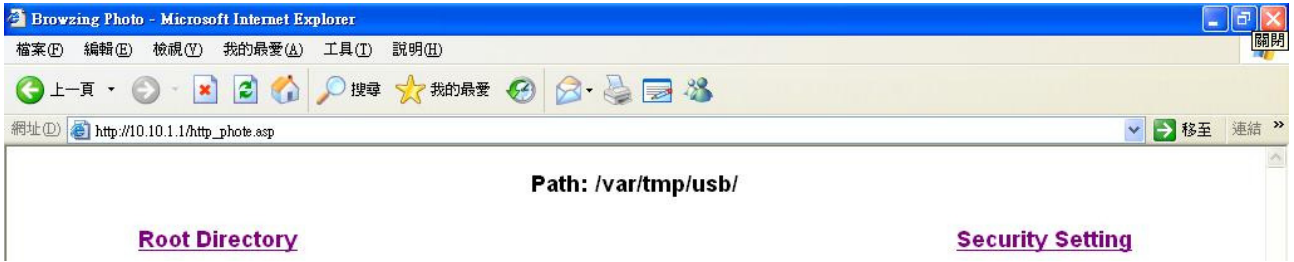 Browzing Photo - Microsoft Internet Explorer
關閉
檔案(F) 編輯(E) 檢視(V) 我的最愛(A) 工具(T) 說明(H)
上一頁 搜尋 我的最愛
網址(D) http://10.10.1.1/http_phote.asp 移至 連結 »
Path: /var/tmp/usb/
Root Directory Security Setting